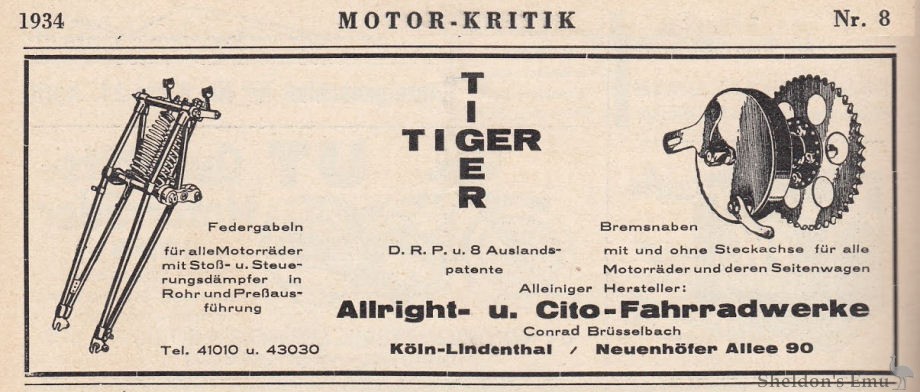 1934 MOTOR-KRITIK Nr. 8
T
I
TIGER
E
R
Federgabeln
für alle Motorräder
mit Stoß- u. Steue-
rungsdämpfer in
Rohr und Preßaus-
führung
Tel. 41010 u. 43030
D. R. P. u. 8 Auslands-
patente
Bremsnaben
mit und ohne Steckachse für alle
Motorräder und deren Seitenwagen
Alleiniger Hersteller:
Allright- u. Cito-Fahrradwerke
Conrad Brüsselbach
Köln-Lindenthal / Neuenhöfer Allee 90
Sheldon's Emu